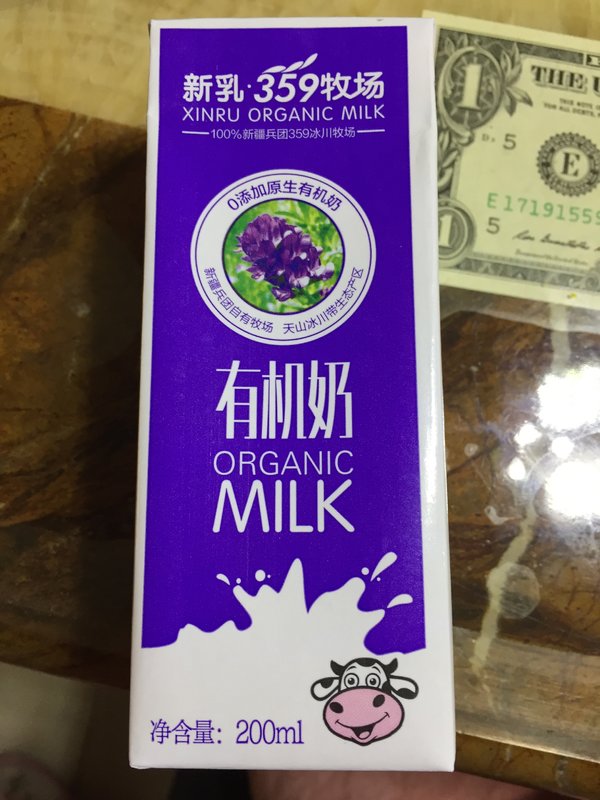 新乳·359牧场
XINRU ORGANIC MILK
100%新疆兵团359冰川牧场
0添加原生有机奶
新疆兵团自有牧场 天山冰川带生态产区
有机奶
ORGANIC
MILK
净含量: 200ml
1
THE U
5
E
E 1719155
5
1